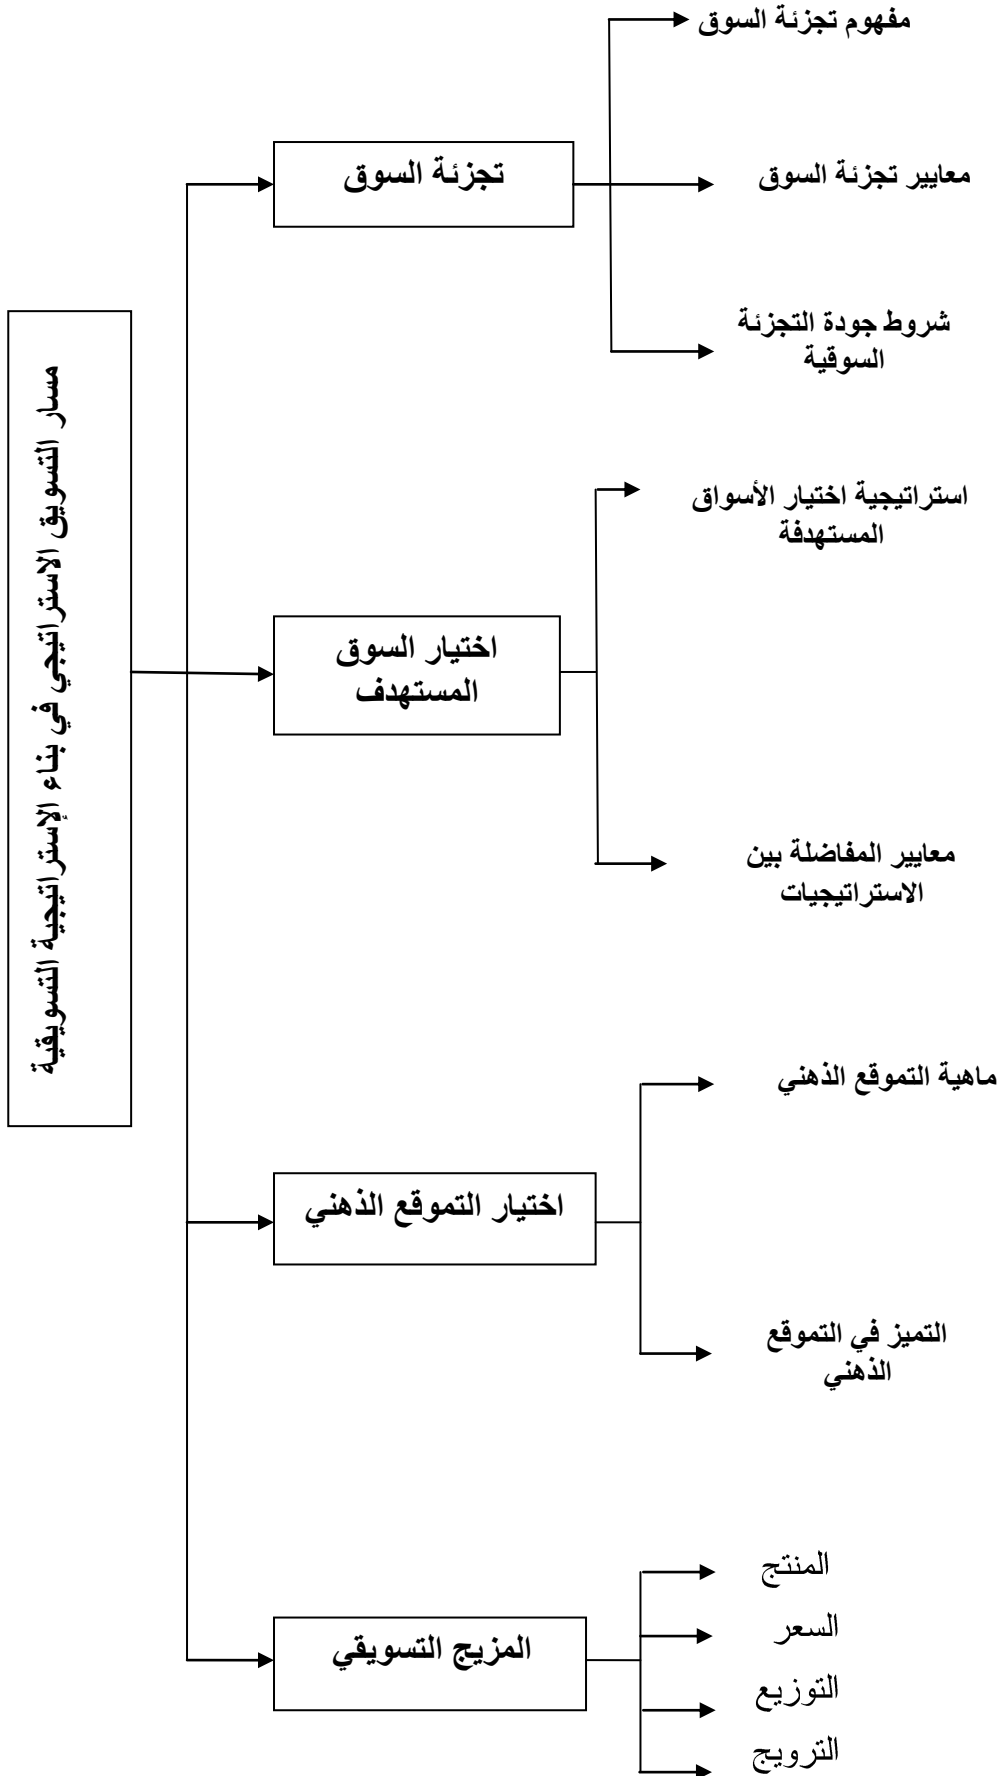 مسار التسويق الاستراتيجي في بناء الإستراتيجية التسويقية
تجزئة السوق
مفهوم تجزئة السوق
معايير تجزئة السوق
شروط جودة التجزئة
السوقية
اختيار السوق
المستهدف
استراتيجية اختيار الأسواق
المستهدفة
معايير المفاضلة بين
الاستراتيجيات
اختيار التموقع الذهني
ماهية التموقع الذهني
التميز في التموقع
الذهني
المزيج التسويقي
المنتج
السعر
التوزيع
الترويج